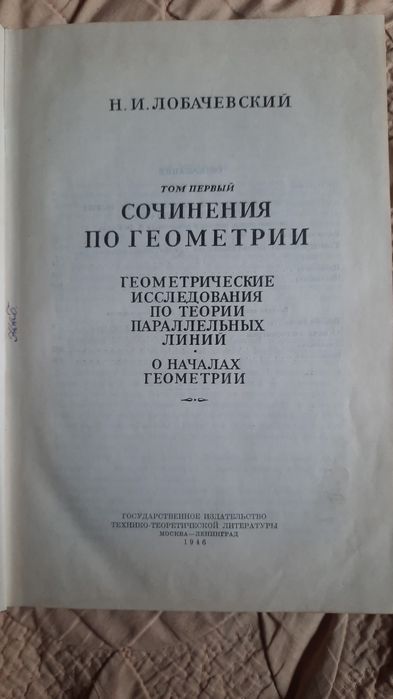 Н. И. ЛОБАЧЕВСКИЙ
ТОМ ПЕРВЫЙ
СОЧИНЕНИЯ
ПО ГЕОМЕТРИИ
ГЕОМЕТРИЧЕСКИЕ
ИССЛЕДОВАНИЯ
ПО ТЕОРИИ
ПАРАЛЛЕЛЬНЫХ
ЛИНИЙ
·
О НАЧАЛАХ
ГЕОМЕТРИИ
ГОСУДАРСТВЕННОЕ ИЗДАТЕЛЬСТВО
ТЕХНИКО-ТЕОРЕТИЧЕСКОЙ ЛИТЕРАТУРЫ
МОСКВА—ЛЕНИНГРАД
1946